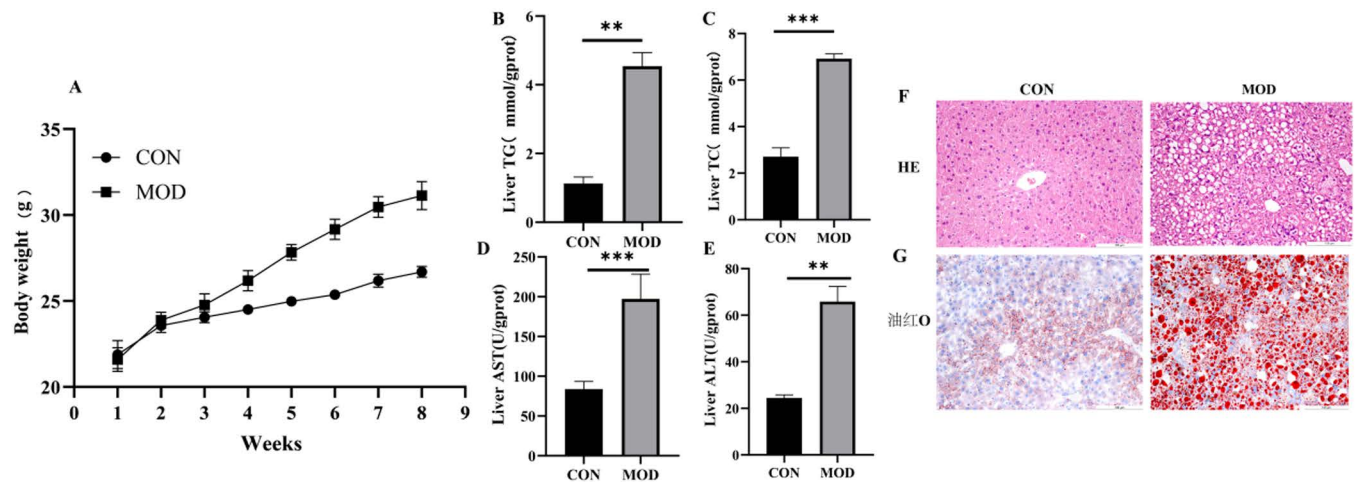 A
35
30
25
20
Body weight（g）
CON
MOD
0 1 2 3 4 5 6 7 8 9
Weeks
B
**
6
4
2
0
Liver TG( mmol/gprot)
CON MOD
C
***
8
6
4
2
0
Liver TC( mmol/gprot)
CON MOD
D
***
250
200
150
100
50
0
Liver AST(U/gprot)
CON MOD
E
**
80
60
40
20
0
Liver ALT(U/gprot)
CON MOD
CON MOD
F
HE
G
油红O